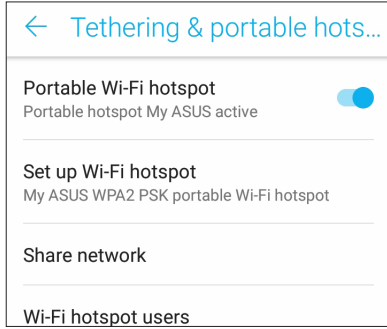 Tethering & portable hots...
Portable Wi-Fi hotspot
Portable hotspot My ASUS active
Set up Wi-Fi hotspot
My ASUS WPA2 PSK portable Wi-Fi hotspot
Share network
Wi-Fi hotspot users